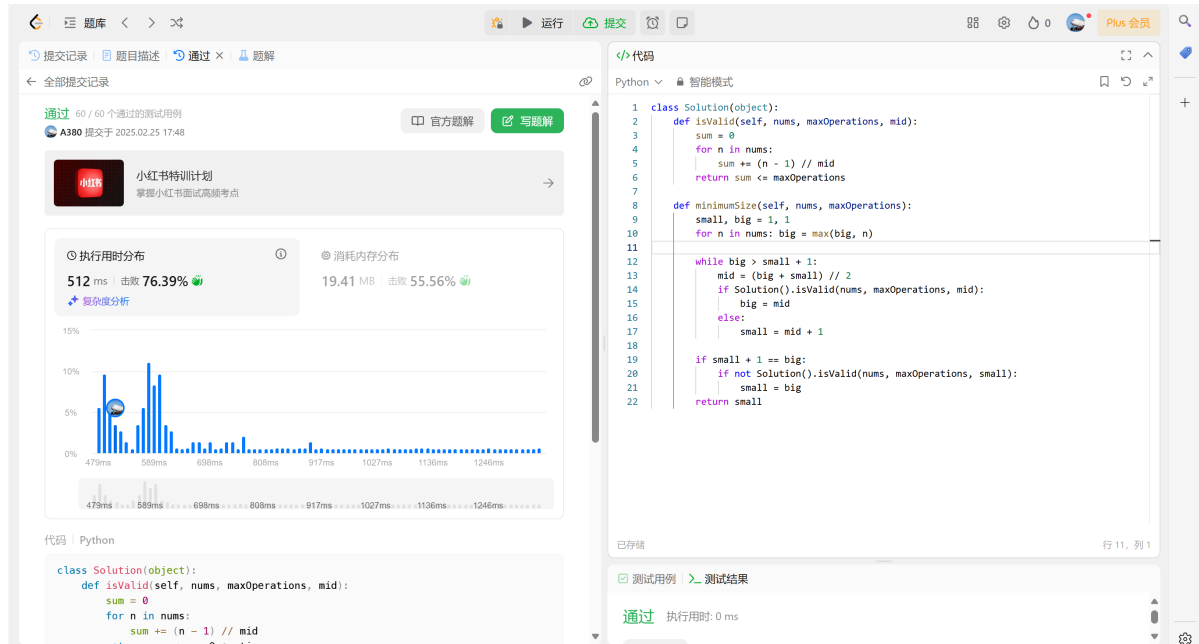 题库
运行
提交
0
Plus 会员
提交记录
题目描述
通过
题解
全部提交记录
通过 60 / 60 个通过的测试用例
A380 提交于 2025.02.25 17:48
官方题解
写题解
小红书
小红书特训计划
掌握小红书面试高频考点
执行用时分布
512 ms 击败 76.39%
复杂度分析
消耗内存分布
19.41 MB 击败 55.56%
15%
10%
5%
0%
479ms 589ms 698ms 808ms 917ms 1027ms 1136ms 1246ms
479ms 589ms 698ms 808ms 917ms 1027ms 1136ms 1246ms
代码 Python
class Solution(object):
def isValid(self, nums, maxOperations, mid):
sum = 0
for n in nums:
sum += (n - 1) // mid
</>代码
Python 智能模式
1 class Solution(object):
2 def isValid(self, nums, maxOperations, mid):
3 sum = 0
4 for n in nums:
5 sum += (n - 1) // mid
6 return sum <= maxOperations
7
8 def minimumSize(self, nums, maxOperations):
9 small, big = 1, 1
10 for n in nums: big = max(big, n)
11
12 while big > small + 1:
13 mid = (big + small) // 2
14 if Solution().isValid(nums, maxOperations, mid):
15 big = mid
16 else:
17 small = mid + 1
18
19 if small + 1 == big:
20 if not Solution().isValid(nums, maxOperations, small):
21 small = big
22 return small
已存储
行 11, 列 1
测试用例
测试结果
通过 执行用时: 0 ms